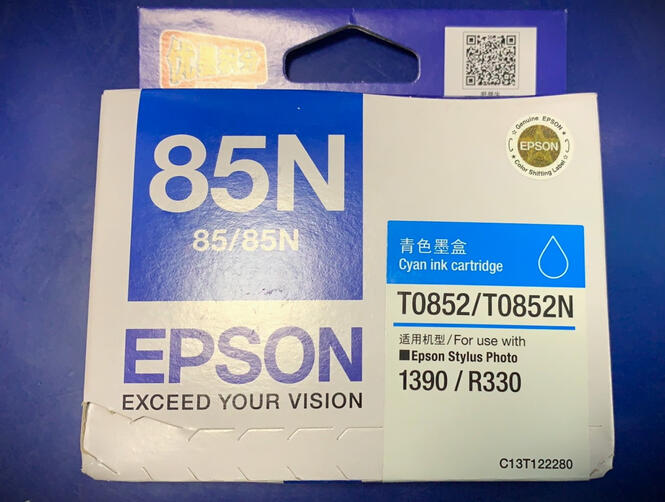 85N
85/85N
EPSON
EXCEED YOUR VISION
Genuine EPSON
EPSON
Color Shifting Label
青色墨盒
Cyan ink cartridge
T0852/T0852N
适用机型/For use with
Epson Stylus Photo
1390 / R330
C13T122280